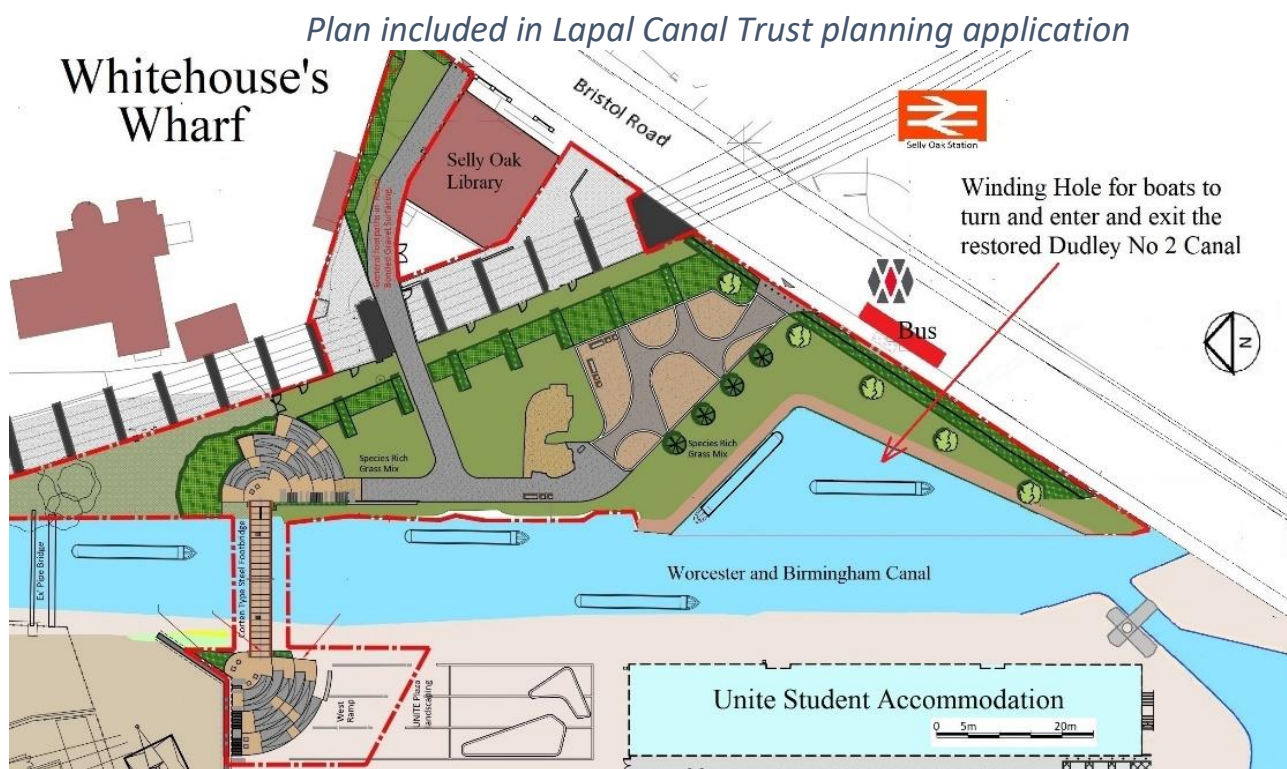 Plan included in Lapal Canal Trust planning application
Whitehouse's
Wharf
Bristol Road
Selly Oak Station
Selly Oak
Library
Winding Hole for boats to
turn and enter and exit the
restored Dudley No 2 Canal
Bonded Gravel Surfacing
Bus
N
Species Rich
Grass Mix
Species Rich
Grass Mix
Ex' Pipe Bridge
Corten Type Steel Footbridge
Worcester and Birmingham Canal
West
Ramp
UNITE Plaza
landscaping
Unite Student Accommodation
0 5m 20m